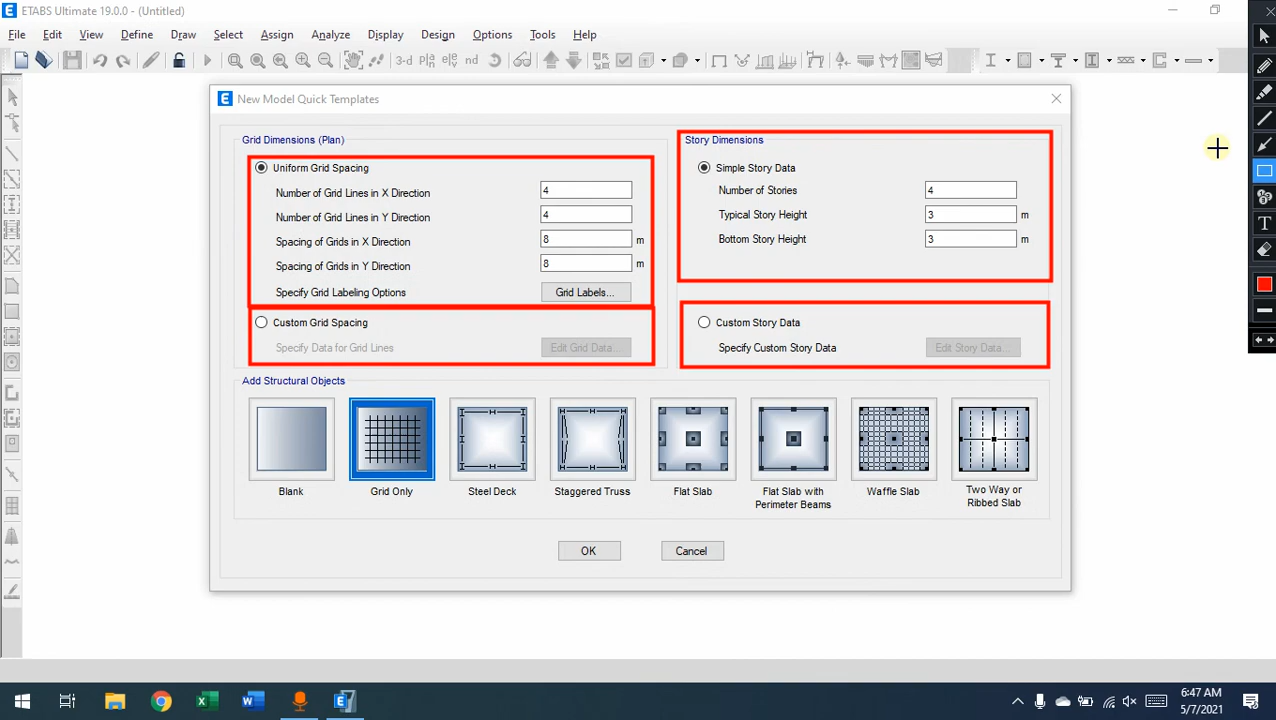 ETABS Ultimate 19.0.0 - (Untitled)
File Edit View Define Draw Select Assign Analyze Display Design Options Tools Help
3-d Pla ele nd
New Model Quick Templates
Grid Dimensions (Plan)
Uniform Grid Spacing
Number of Grid Lines in X Direction 4
Number of Grid Lines in Y Direction 4
Spacing of Grids in X Direction 8 m
Spacing of Grids in Y Direction 8 m
Specify Grid Labeling Options Grid Labels...
Custom Grid Spacing
Specify Data for Grid Lines Edit Grid Data...
Story Dimensions
Simple Story Data
Number of Stories 4
Typical Story Height 3 m
Bottom Story Height 3 m
Custom Story Data
Specify Custom Story Data Edit Story Data...
Add Structural Objects
Blank
Grid Only
Steel Deck
Staggered Truss
Flat Slab
Flat Slab with
Perimeter Beams
Waffle Slab
Two Way or
Ribbed Slab
OK Cancel
6:47 AM
5/7/2021